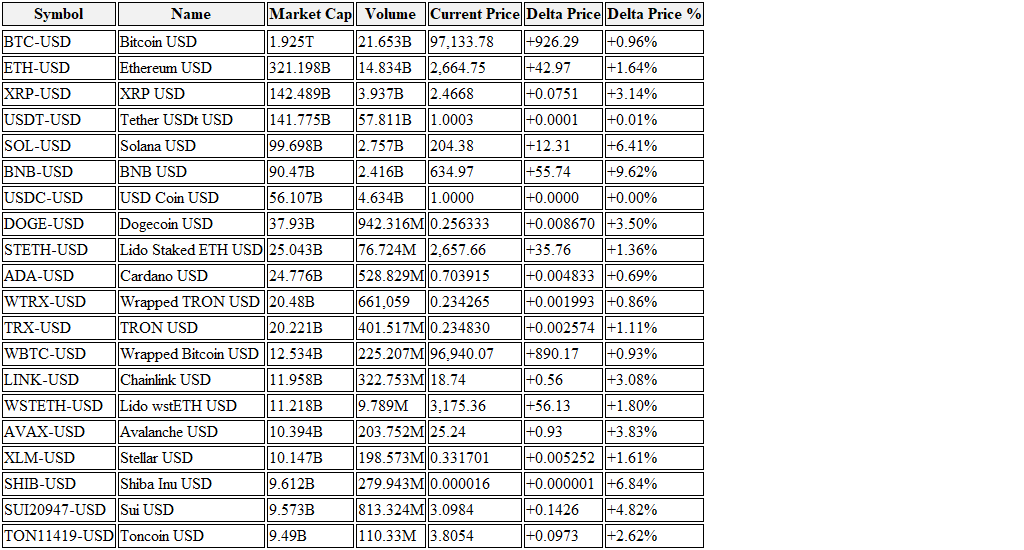 Symbol Name Market Cap Volume Current Price Delta Price Delta Price %
BTC-USD Bitcoin USD 1.925T 21.653B 97,133.78 +926.29 +0.96%
ETH-USD Ethereum USD 321.198B 14.834B 2,664.75 +42.97 +1.64%
XRP-USD XRP USD 142.489B 3.937B 2.4668 +0.0751 +3.14%
USDT-USD Tether USDt USD 141.775B 57.811B 1.0003 +0.0001 +0.01%
SOL-USD Solana USD 99.698B 2.757B 204.38 +12.31 +6.41%
BNB-USD BNB USD 90.47B 2.416B 634.97 +55.74 +9.62%
USDC-USD USD Coin USD 56.107B 4.634B 1.0000 +0.0000 +0.00%
DOGE-USD Dogecoin USD 37.93B 942.316M 0.256333 +0.008670 +3.50%
STETH-USD Lido Staked ETH USD 25.043B 76.724M 2,657.66 +35.76 +1.36%
ADA-USD Cardano USD 24.776B 528.829M 0.703915 +0.004833 +0.69%
WTRX-USD Wrapped TRON USD 20.48B 661,059 0.234265 +0.001993 +0.86%
TRX-USD TRON USD 20.221B 401.517M 0.234830 +0.002574 +1.11%
WBTC-USD Wrapped Bitcoin USD 12.534B 225.207M 96,940.07 +890.17 +0.93%
LINK-USD Chainlink USD 11.958B 322.753M 18.74 +0.56 +3.08%
WSTETH-USD Lido wstETH USD 11.218B 9.789M 3,175.36 +56.13 +1.80%
AVAX-USD Avalanche USD 10.394B 203.752M 25.24 +0.93 +3.83%
XLM-USD Stellar USD 10.147B 198.573M 0.331701 +0.005252 +1.61%
SHIB-USD Shiba Inu USD 9.612B 279.943M 0.000016 +0.000001 +6.84%
SUI20947-USD Sui USD 9.573B 813.324M 3.0984 +0.1426 +4.82%
TON11419-USD Toncoin USD 9.49B 110.33M 3.8054 +0.0973 +2.62%